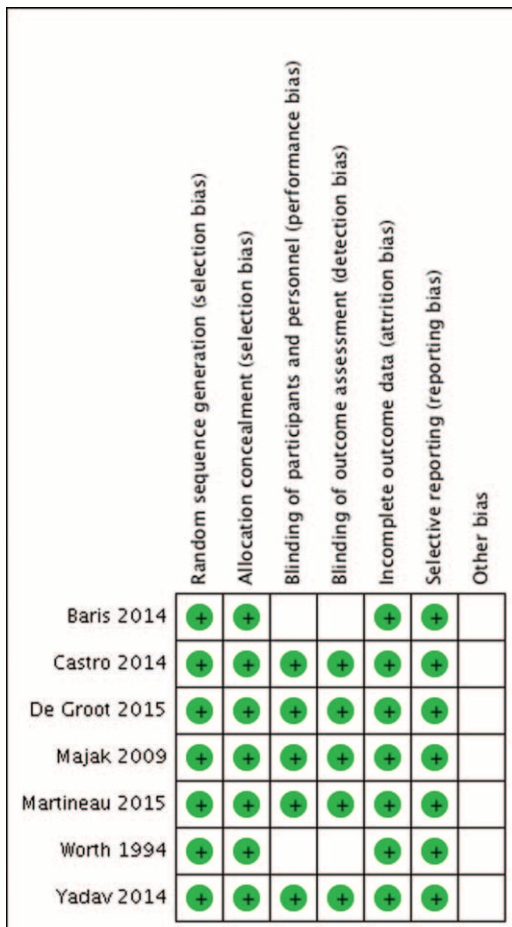 Random sequence generation (selection bias)
Allocation concealment (selection bias)
Blinding of participants and personnel (performance bias)
Blinding of outcome assessment (detection bias)
Incomplete outcome data (attrition bias)
Selective reporting (reporting bias)
Other bias
Baris 2014 + + + +
Castro 2014 + + + + + +
De Groot 2015 + + + + + +
Majak 2009 + + + + + +
Martineau 2015 + + + + + +
Worth 1994 + + + +
Yadav 2014 + + + + + +